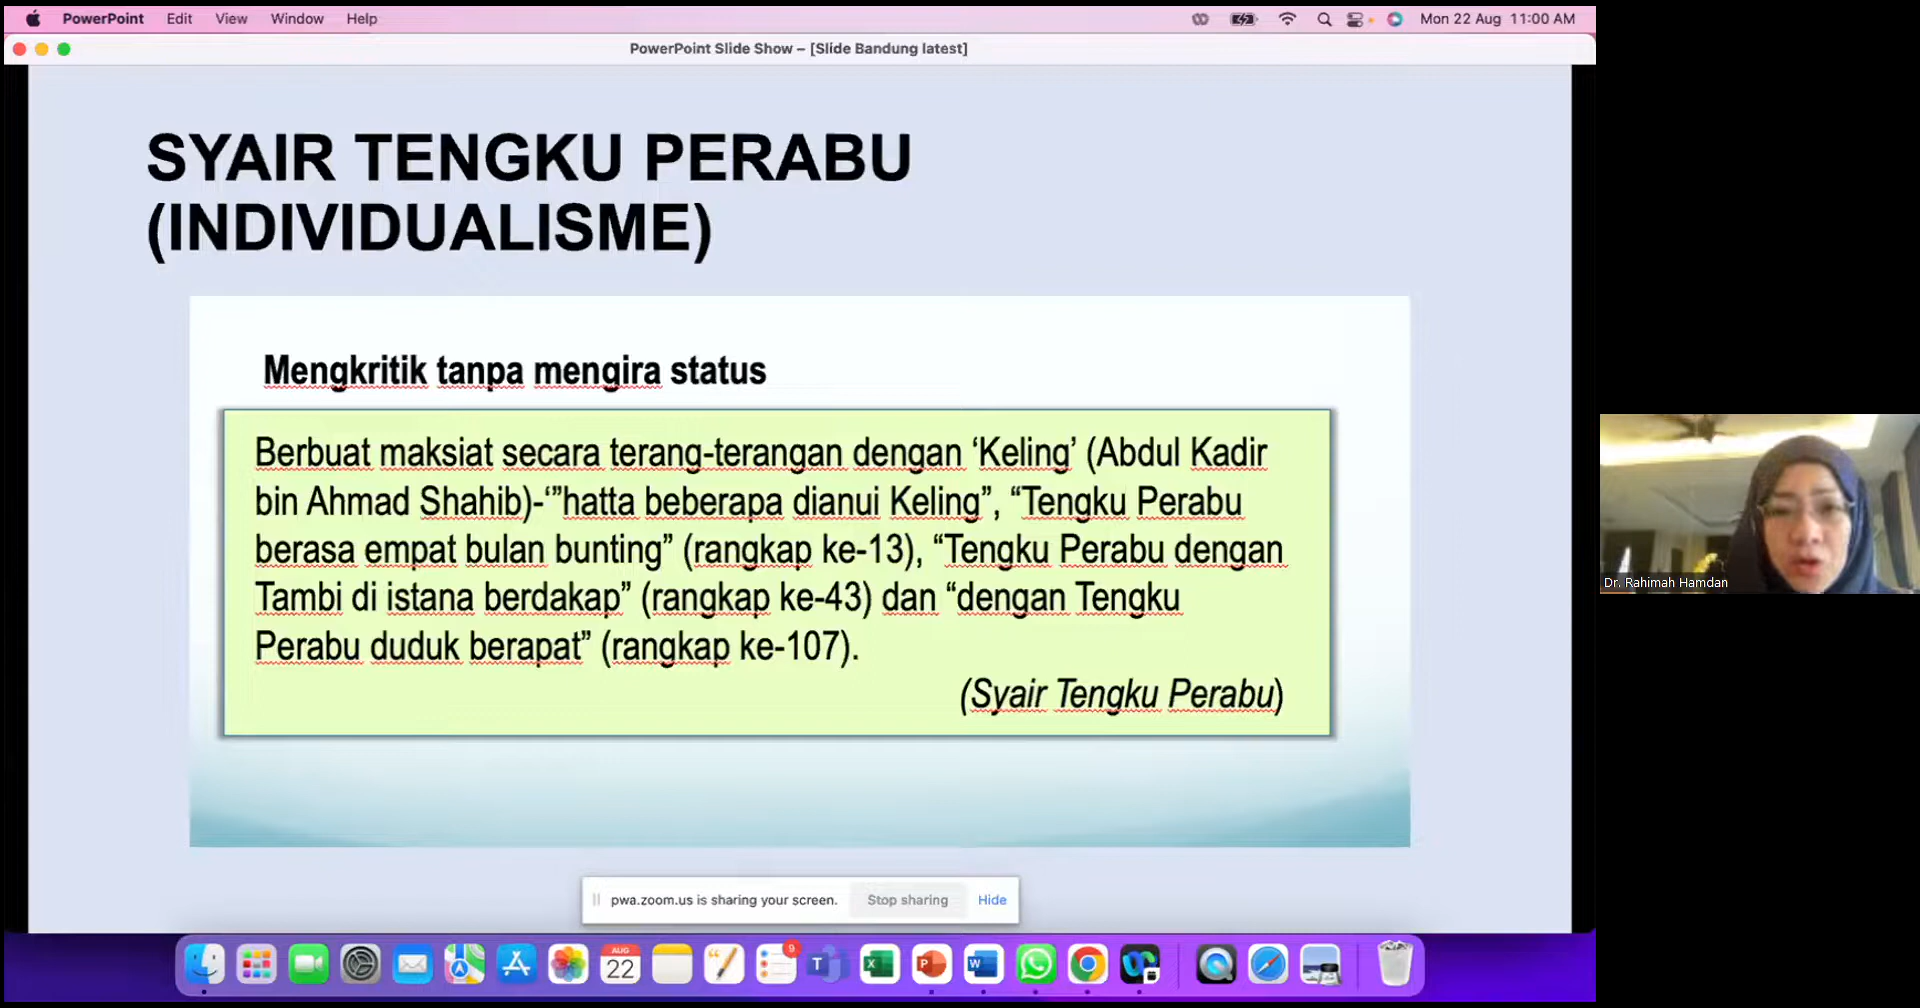 PowerPoint Edit View Window Help Mon 22 Aug 11:00 AM
PowerPoint Slide Show – [Slide Bandung latest]
SYAIR TENGKU PERABU
(INDIVIDUALISME)
Mengkritik tanpa mengira status
Berbuat maksiat secara terang-terangan dengan ‘Keling’ (Abdul Kadir
bin Ahmad Shahib)-‘”hatta beberapa dianui Keling”, “Tengku Perabu
berasa empat bulan bunting” (rangkap ke-13), “Tengku Perabu dengan
Tambi di istana berdakap” (rangkap ke-43) dan “dengan Tengku
Perabu duduk berapat” (rangkap ke-107).
(Syair Tengku Perabu)
Dr. Rahimah Hamdan
pwa.zoom.us is sharing your screen. Stop sharing Hide
AUG
22
9
T
X
P
W